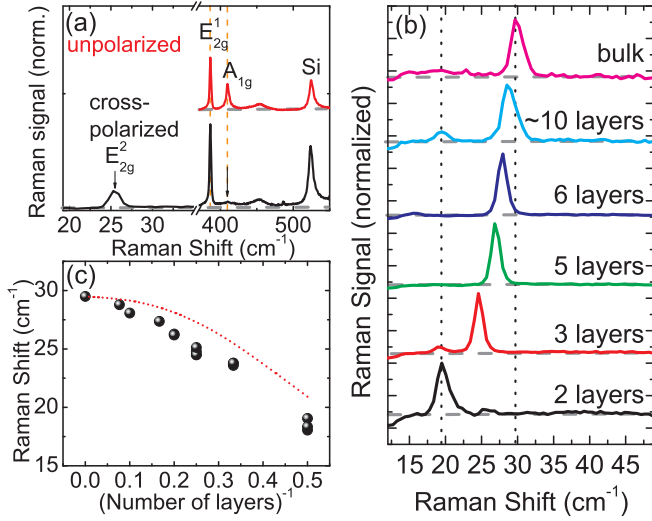 (a)
unpolarized
E¹2g
A1g
Si
cross-
polarized
E²2g
Raman signal (norm.)
20 25 30 400 500
Raman Shift (cm⁻¹)
(b)
bulk
~10 layers
6 layers
5 layers
3 layers
2 layers
Raman Signal (normalized)
15 20 25 30 35 40 45
Raman Shift (cm⁻¹)
(c)
30
25
20
15
Raman Shift (cm⁻¹)
0.0 0.1 0.2 0.3 0.4 0.5
(Number of layers)⁻¹